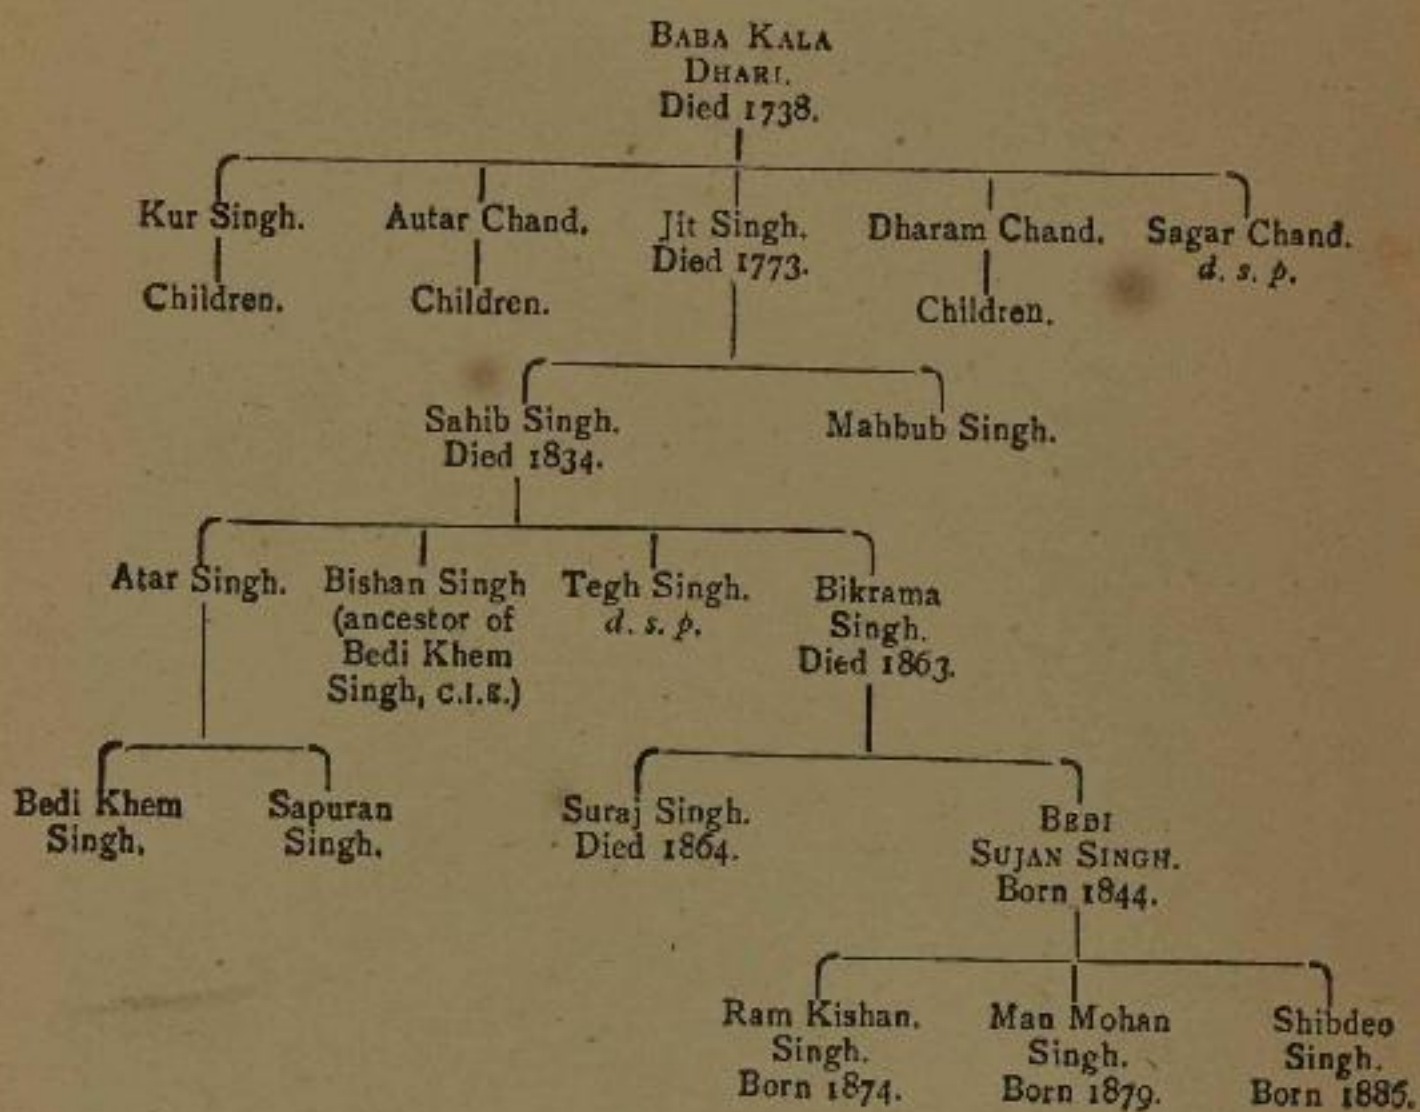 BABA KALA
DHARI.
Died 1738.
Kur Singh. Autar Chand. Jit Singh. Dharam Chand. Sagar Chand.
Died 1773. d. s. p.
Children. Children. Children.
Sahib Singh. Mahbub Singh.
Died 1834.
Atar Singh. Bishan Singh Tegh Singh. Bikrama
(ancestor of d. s. p. Singh.
Bedi Khem Died 1863.
Singh, C.I.E.)
Bedi Khem Sapuran Suraj Singh. BEDI
Singh. Singh. Died 1864. SUJAN SINGH.
Born 1844.
Ram Kishan. Man Mohan Shibdeo
Singh. Singh. Singh.
Born 1874. Born 1879. Born 1886.